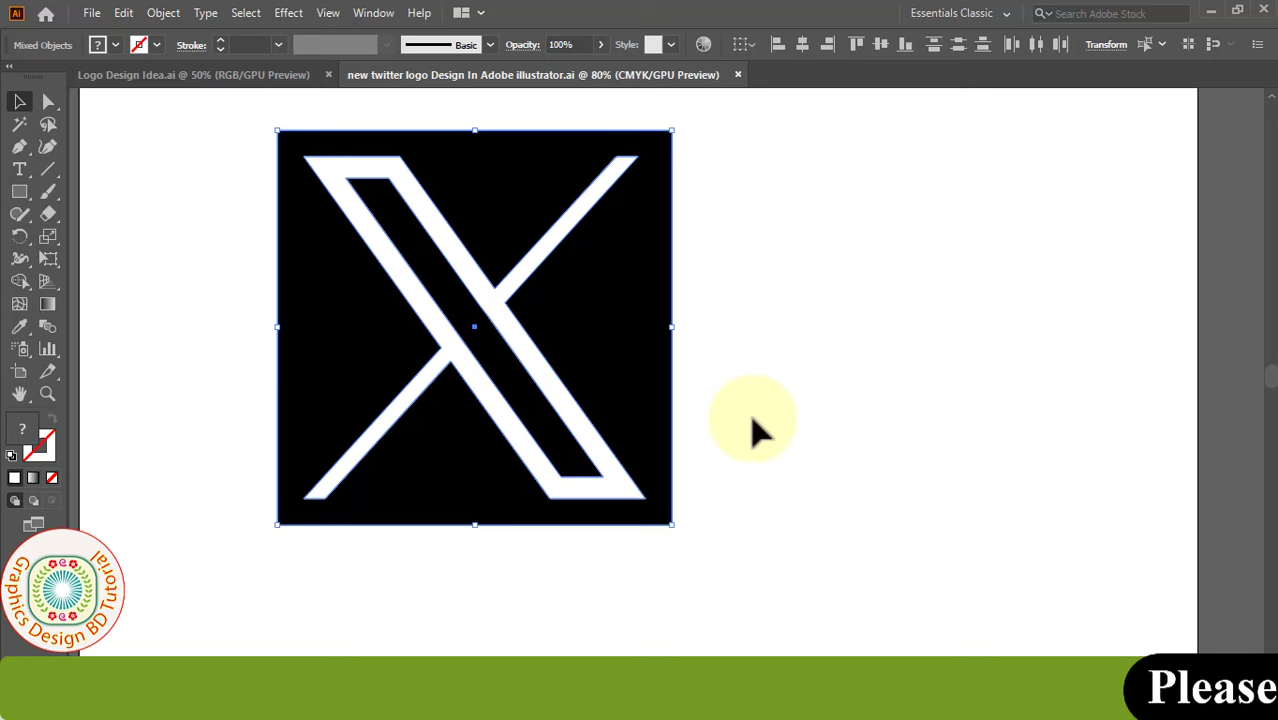 Ai File Edit Object Type Select Effect View Window Help Essentials Classic Search Adobe Stock
Mixed Objects ? Stroke: Basic Opacity: 100% Style: Transform
Logo Design Idea.ai @ 50% (RGB/GPU Preview) × new twitter logo Design In Adobe illustrator.ai @ 80% (CMYK/GPU Preview) ×
?
Graphics Design BD Tutorial
Please